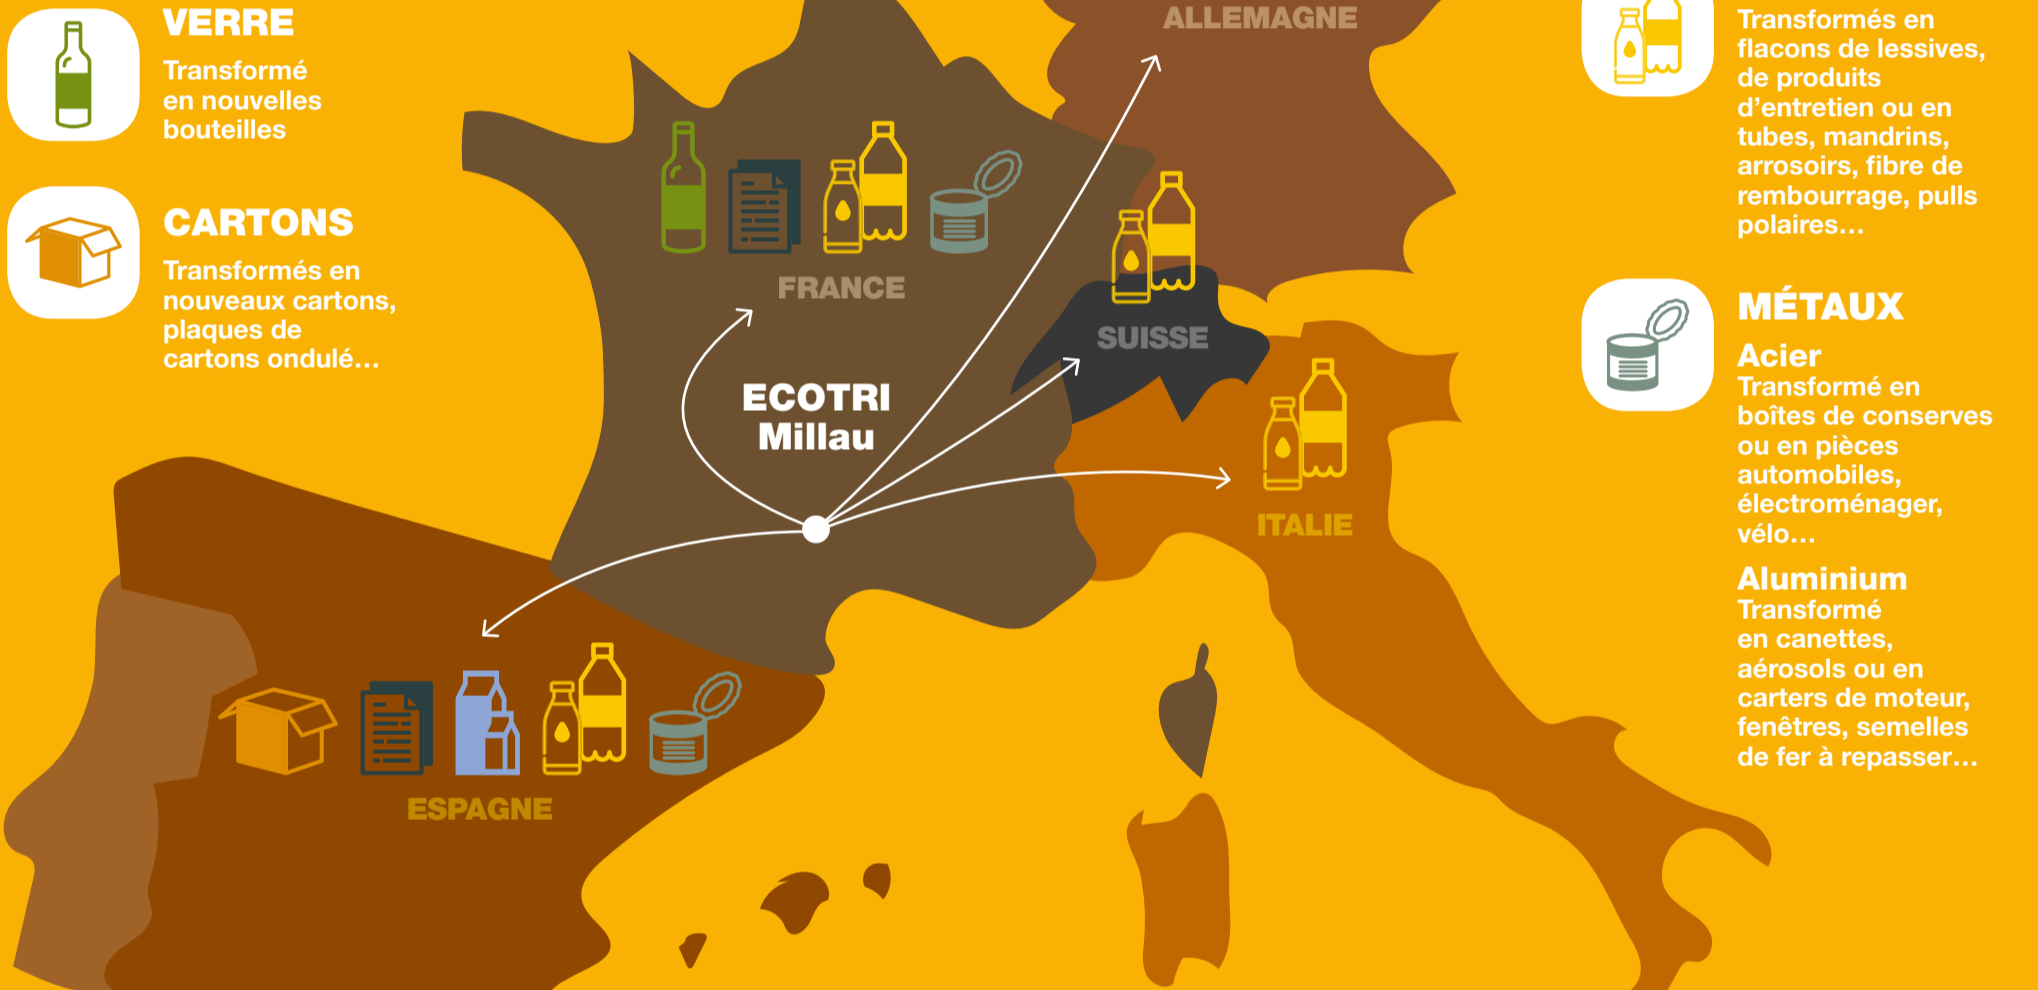 VERRE
Transformé
en nouvelles
bouteilles
CARTONS
Transformés en
nouveaux cartons,
plaques de
cartons ondulé…
ALLEMAGNE
FRANCE
SUISSE
ECOTRI
Millau
ITALIE
ESPAGNE
Transformés en
flacons de lessives,
de produits
d’entretien ou en
tubes, mandrins,
arrosoirs, fibre de
rembourrage, pulls
polaires…
MÉTAUX
Acier
Transformé en
boîtes de conserves
ou en pièces
automobiles,
électroménager,
vélo…
Aluminium
Transformé
en canettes,
aérosols ou en
carters de moteur,
fenêtres, semelles
de fer à repasser…